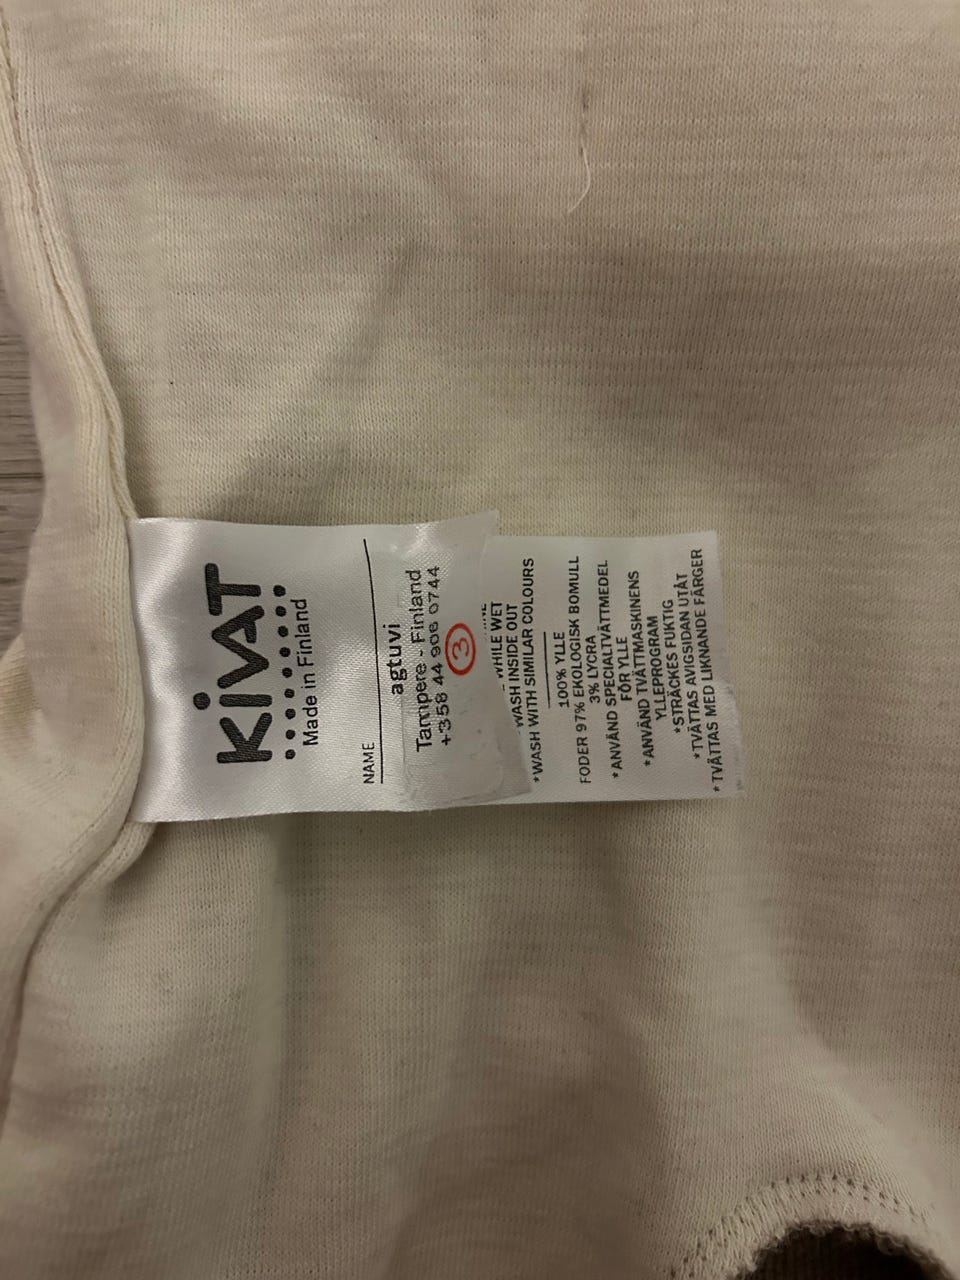 KiVAT
Made in Finland
NAME
agtuvi
Tampere - Finland
+358 44 906 0744
3
WHILE WET
WASH INSIDE OUT
*WASH WITH SIMILAR COLOURS
100% YLLE
FODER 97% EKOLOGISK BOMULL
3% LYCRA
*ANVÄND SPECIALTVÄTTMEDEL
FÖR YLLE
*ANVÄND TVÄTTMASKINENS
YLLEPROGRAM
*STRÄCKES FUKTIG
*TVÄTTAS AVIGSIDAN UTÅT
*TVÄTTAS MED LIKNANDE FÄRGER